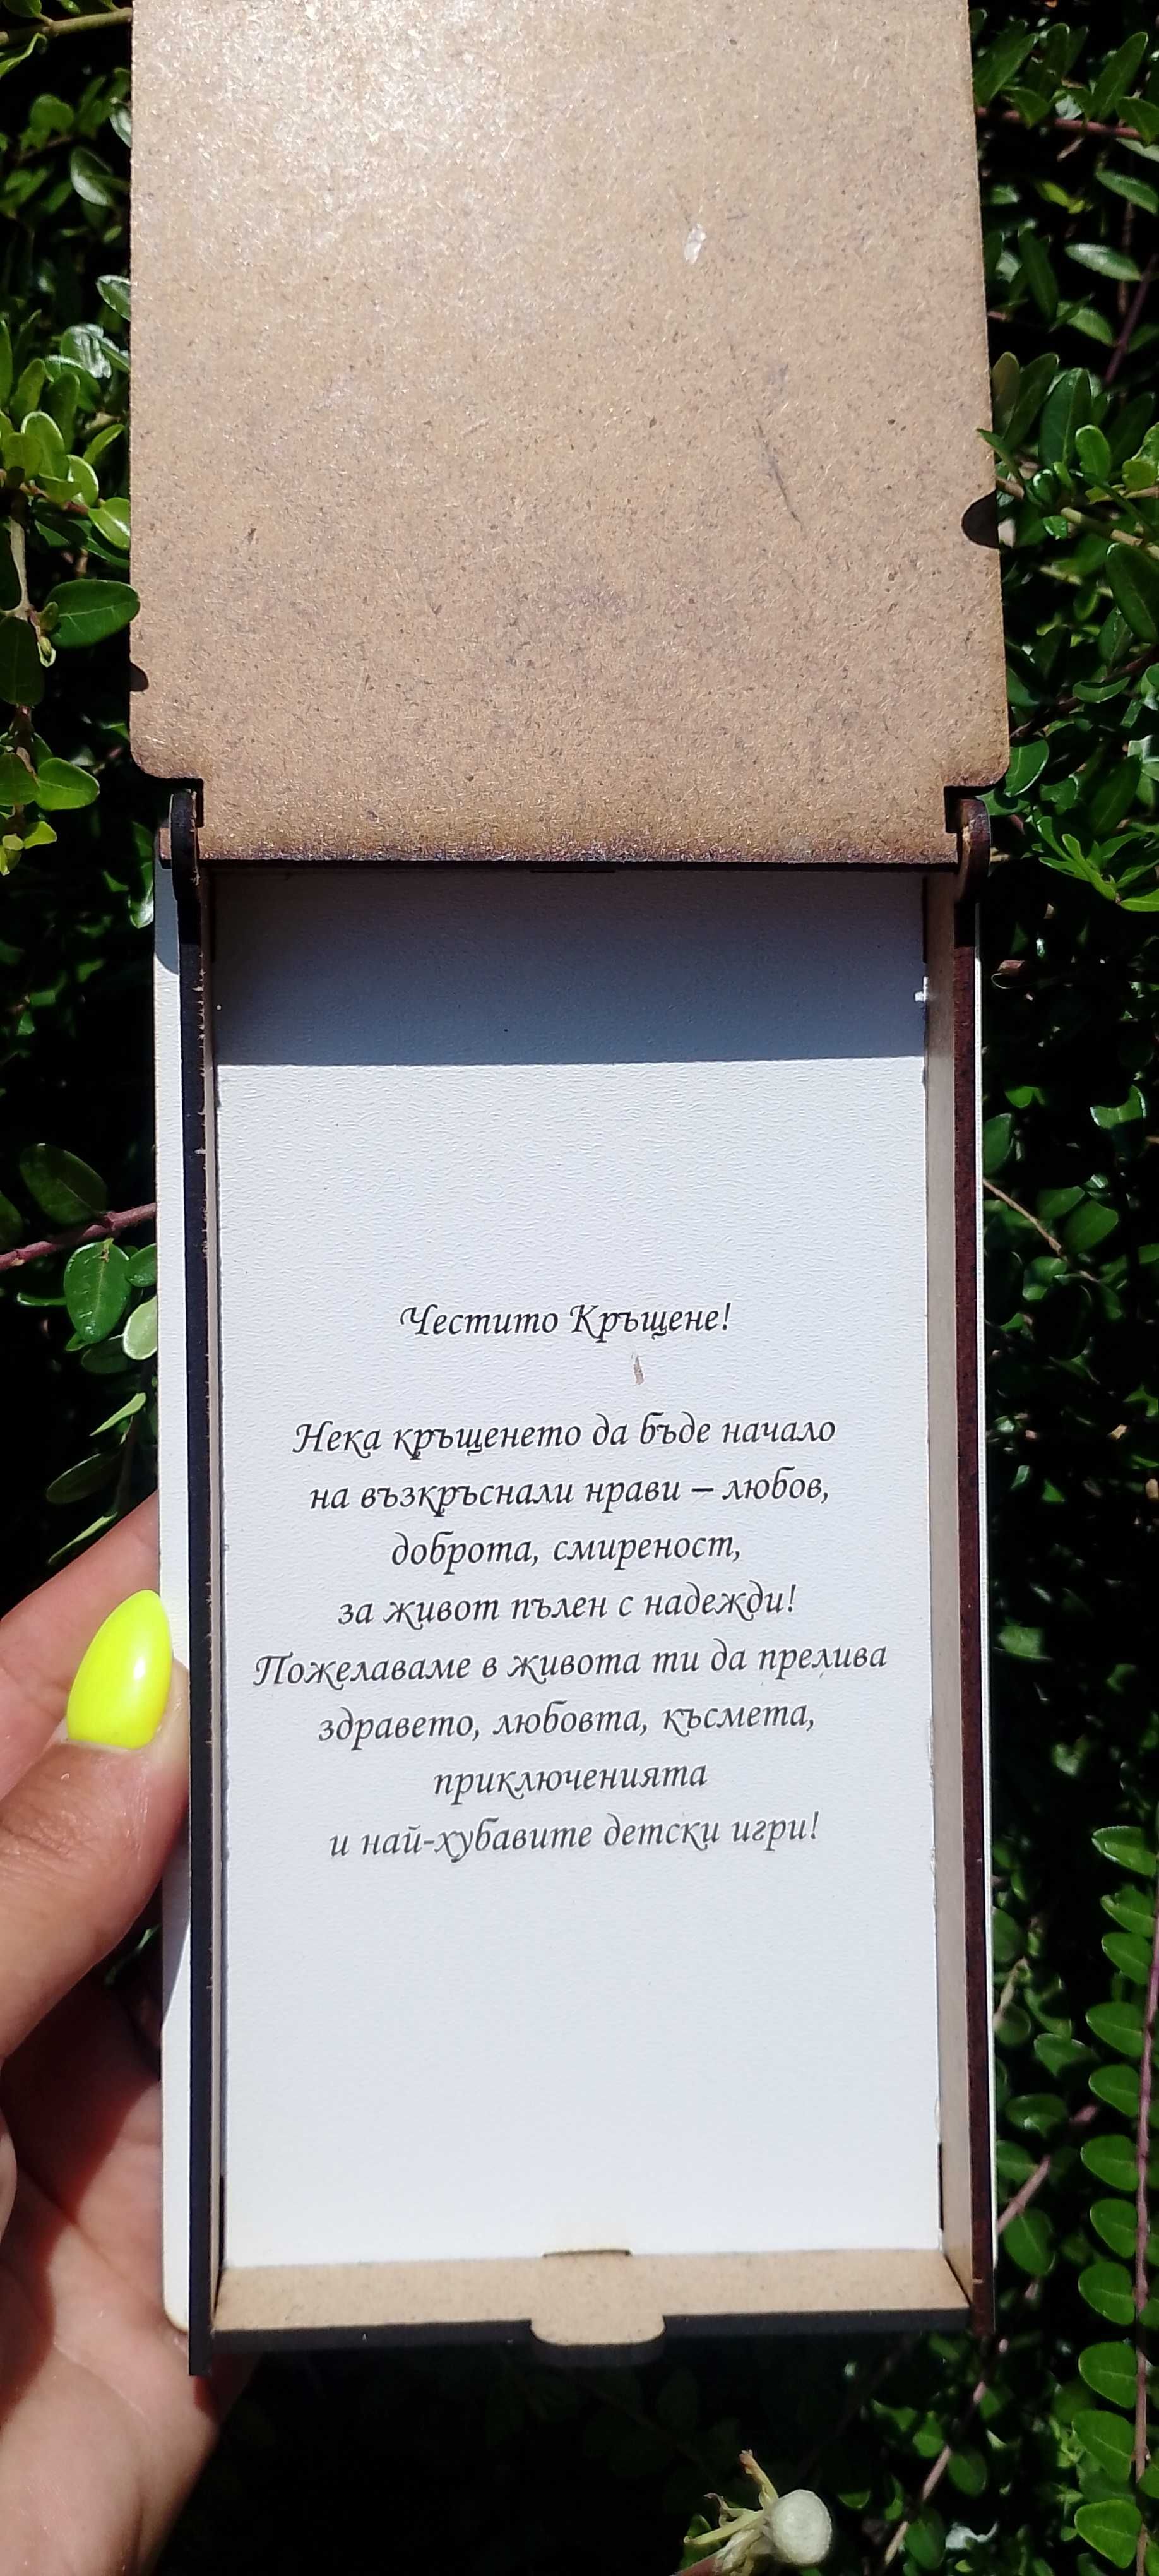 Честито Кръщене!
Нека кръщенето да бъде начало
на възкръснали нрави – любов,
доброта, смиреност,
за живот пълен с надежди!
Пожелаваме в живота ти да прелива
здравето, любовта, късмета,
приключенията
и най-хубавите детски игри!